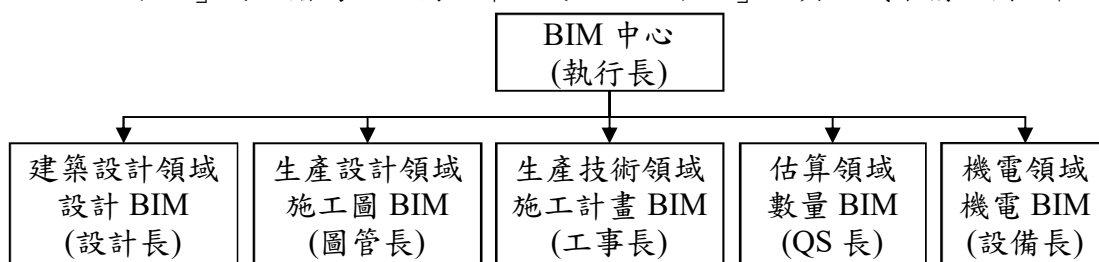 BIM 中心
(執行長)
建築設計領域
設計 BIM
(設計長)
生產設計領域
施工圖 BIM
(圖管長)
生產技術領域
施工計畫 BIM
(工事長)
估算領域
數量 BIM
(QS 長)
機電領域
機電 BIM
(設備長)